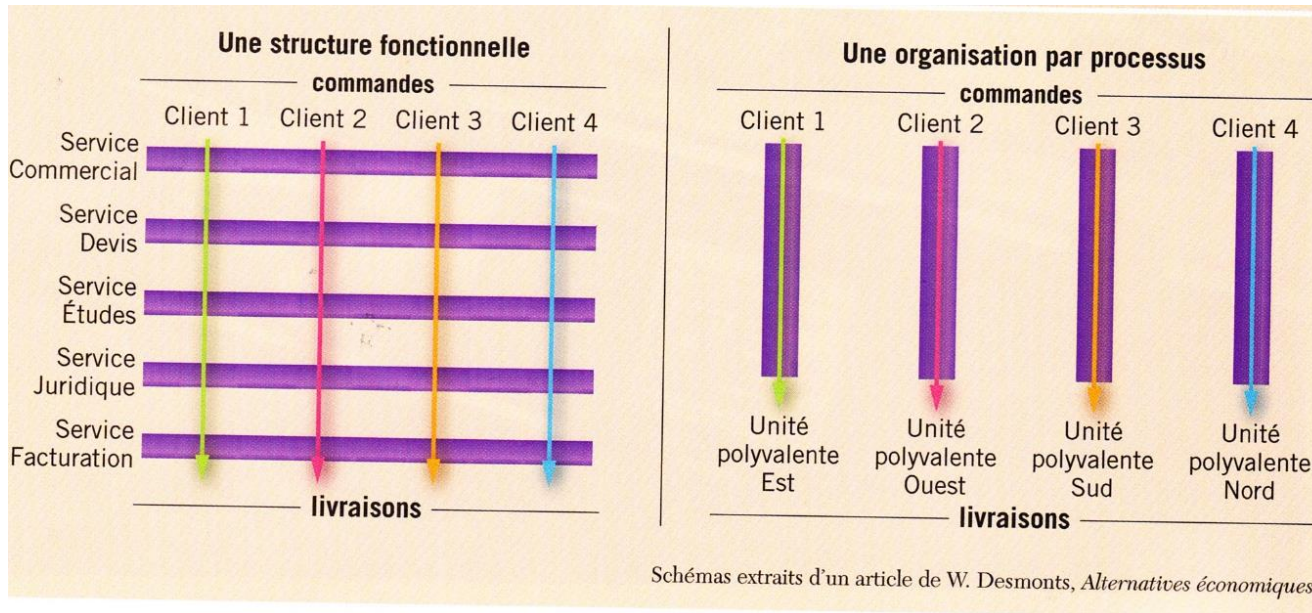 Une structure fonctionnelle
commandes
Client 1 Client 2 Client 3 Client 4
Service
Commercial
Service
Devis
Service
Études
Service
Juridique
Service
Facturation
livraisons
Une organisation par processus
commandes
Client 1 Client 2 Client 3 Client 4
Unité polyvalente Est
Unité polyvalente Ouest
Unité polyvalente Sud
Unité polyvalente Nord
livraisons
Schémas extraits d'un article de W. Desmonts, Alternatives économiques